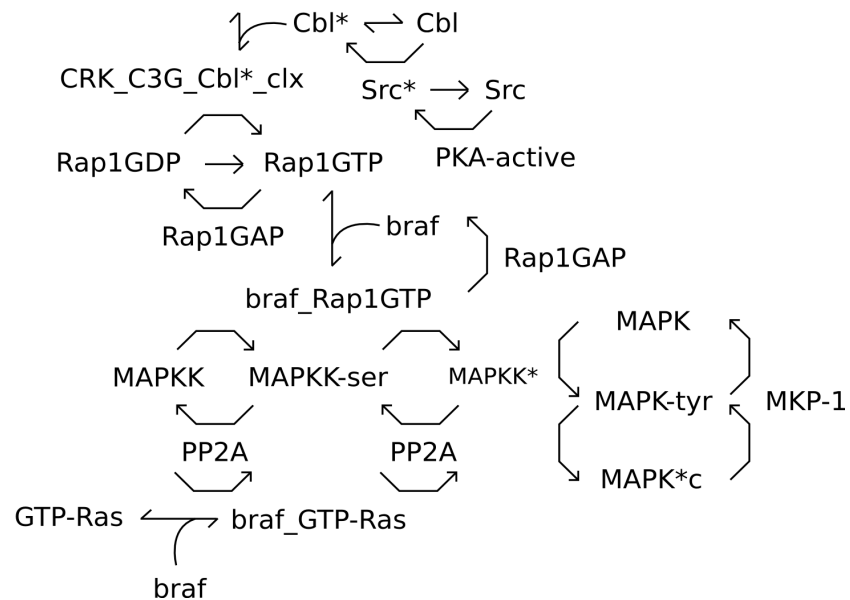 Cbl* Cbl
CRK_C3G_Cbl*_clx
Src* Src
Rap1GDP Rap1GTP
PKA-active
Rap1GAP
braf
Rap1GAP
braf_Rap1GTP
MAPK
MAPKK MAPKK-ser MAPKK*
MAPK-tyr MKP-1
PP2A PP2A
MAPK*c
GTP-Ras braf_GTP-Ras
braf